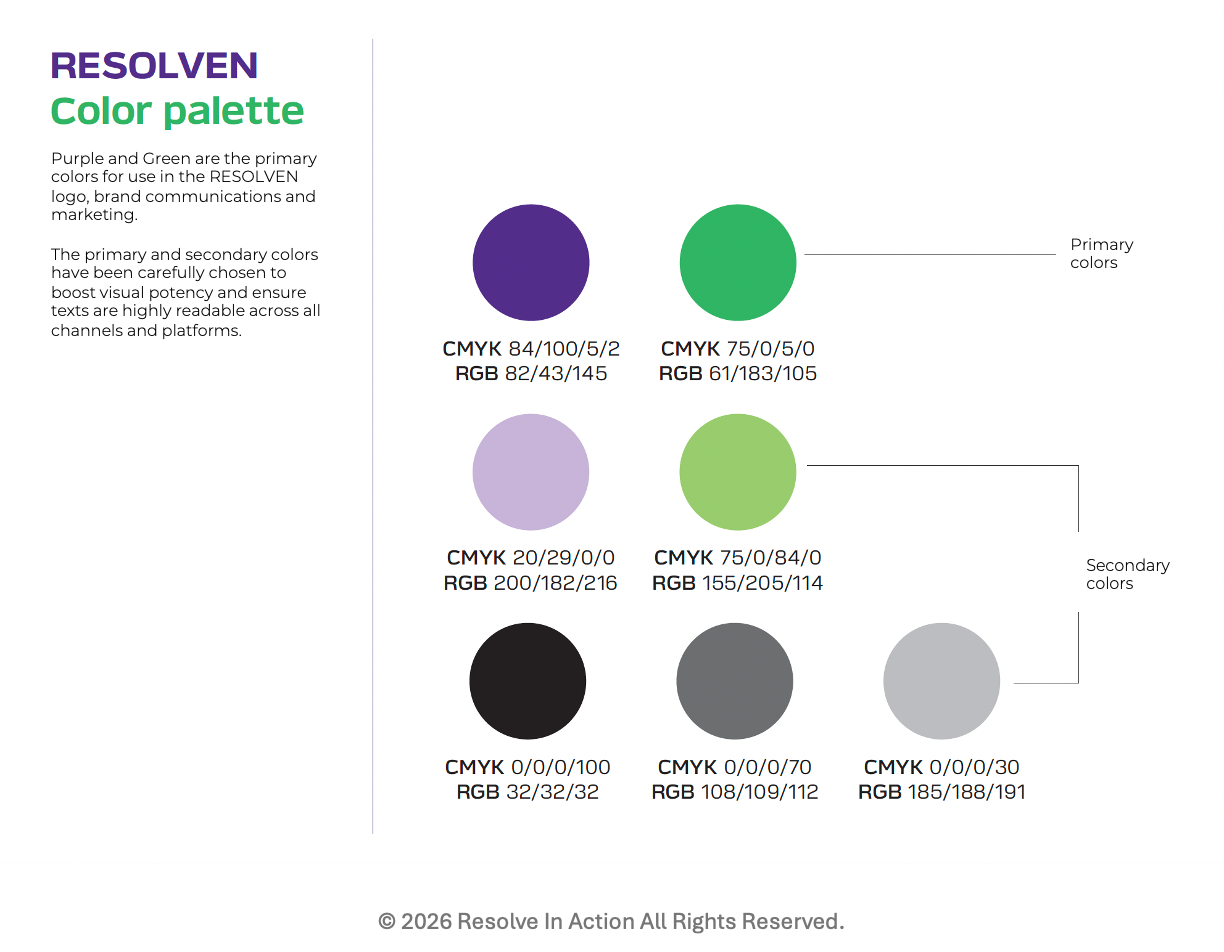 RESOLVEN
Color palette
Purple and Green are the primary
colors for use in the RESOLVEN
logo, brand communications and
marketing.
The primary and secondary colors
have been carefully chosen to
boost visual potency and ensure
texts are highly readable across all
channels and platforms.
Primary
colors
CMYK 84/100/5/2
RGB 82/43/145
CMYK 75/0/5/0
RGB 61/183/105
CMYK 20/29/0/0
RGB 200/182/216
CMYK 75/0/84/0
RGB 155/205/114
Secondary
colors
CMYK 0/0/0/100
RGB 32/32/32
CMYK 0/0/0/70
RGB 108/109/112
CMYK 0/0/0/30
RGB 185/188/191
© 2026 Resolve In Action All Rights Reserved.